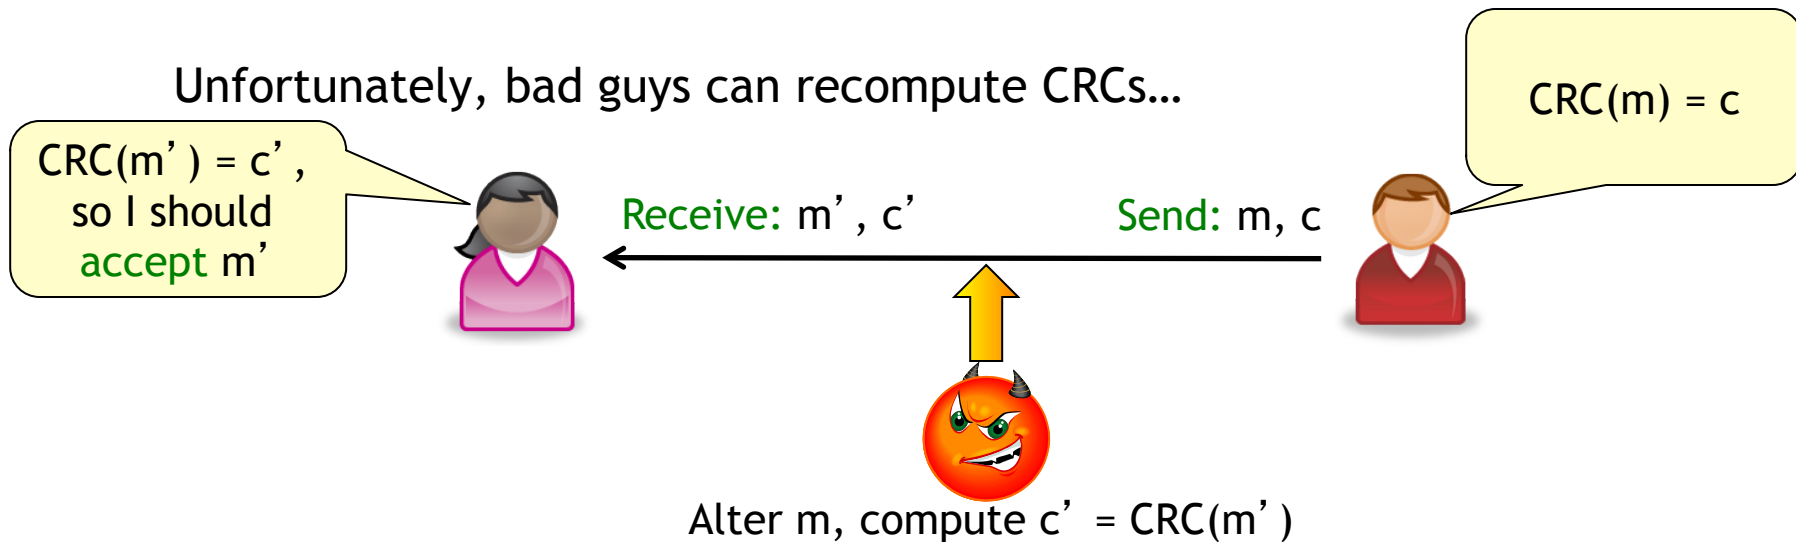 Unfortunately, bad guys can recompute CRCs…
CRC(m) = c
CRC(m’) = c’,
so I should
accept m’
Receive: m’, c’
Send: m, c
Alter m, compute c’ = CRC(m’)